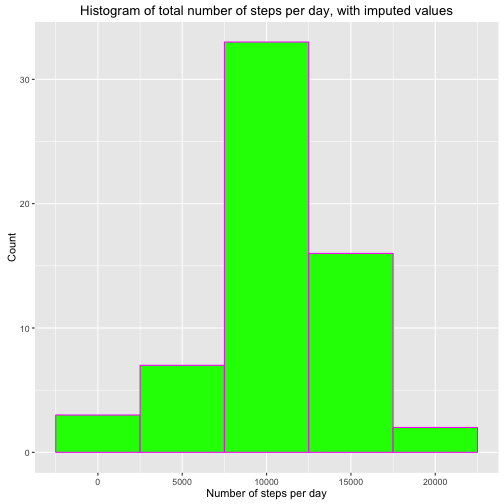 Histogram of total number of steps per day, with imputed values
Count
30
20
10
0
0 5000 10000 15000 20000
Number of steps per day